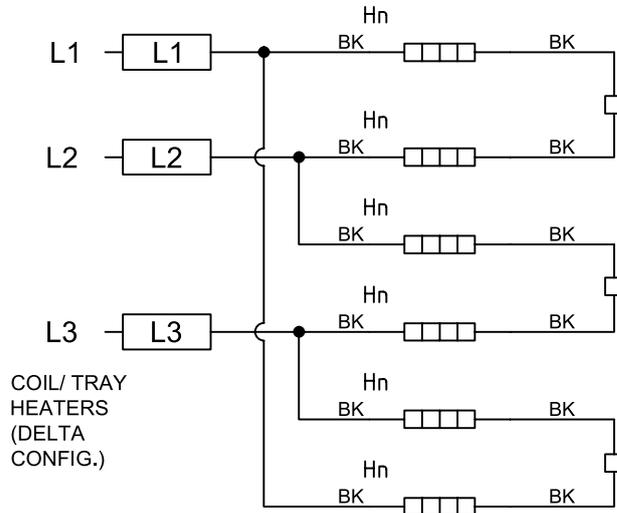 Hn
L1 L1 BK BK
Hn
L2 L2 BK BK
Hn
BK BK
Hn
L3 L3 BK BK
COIL/ TRAY
HEATERS
(DELTA
CONFIG.)
Hn
BK BK
Hn
BK BK